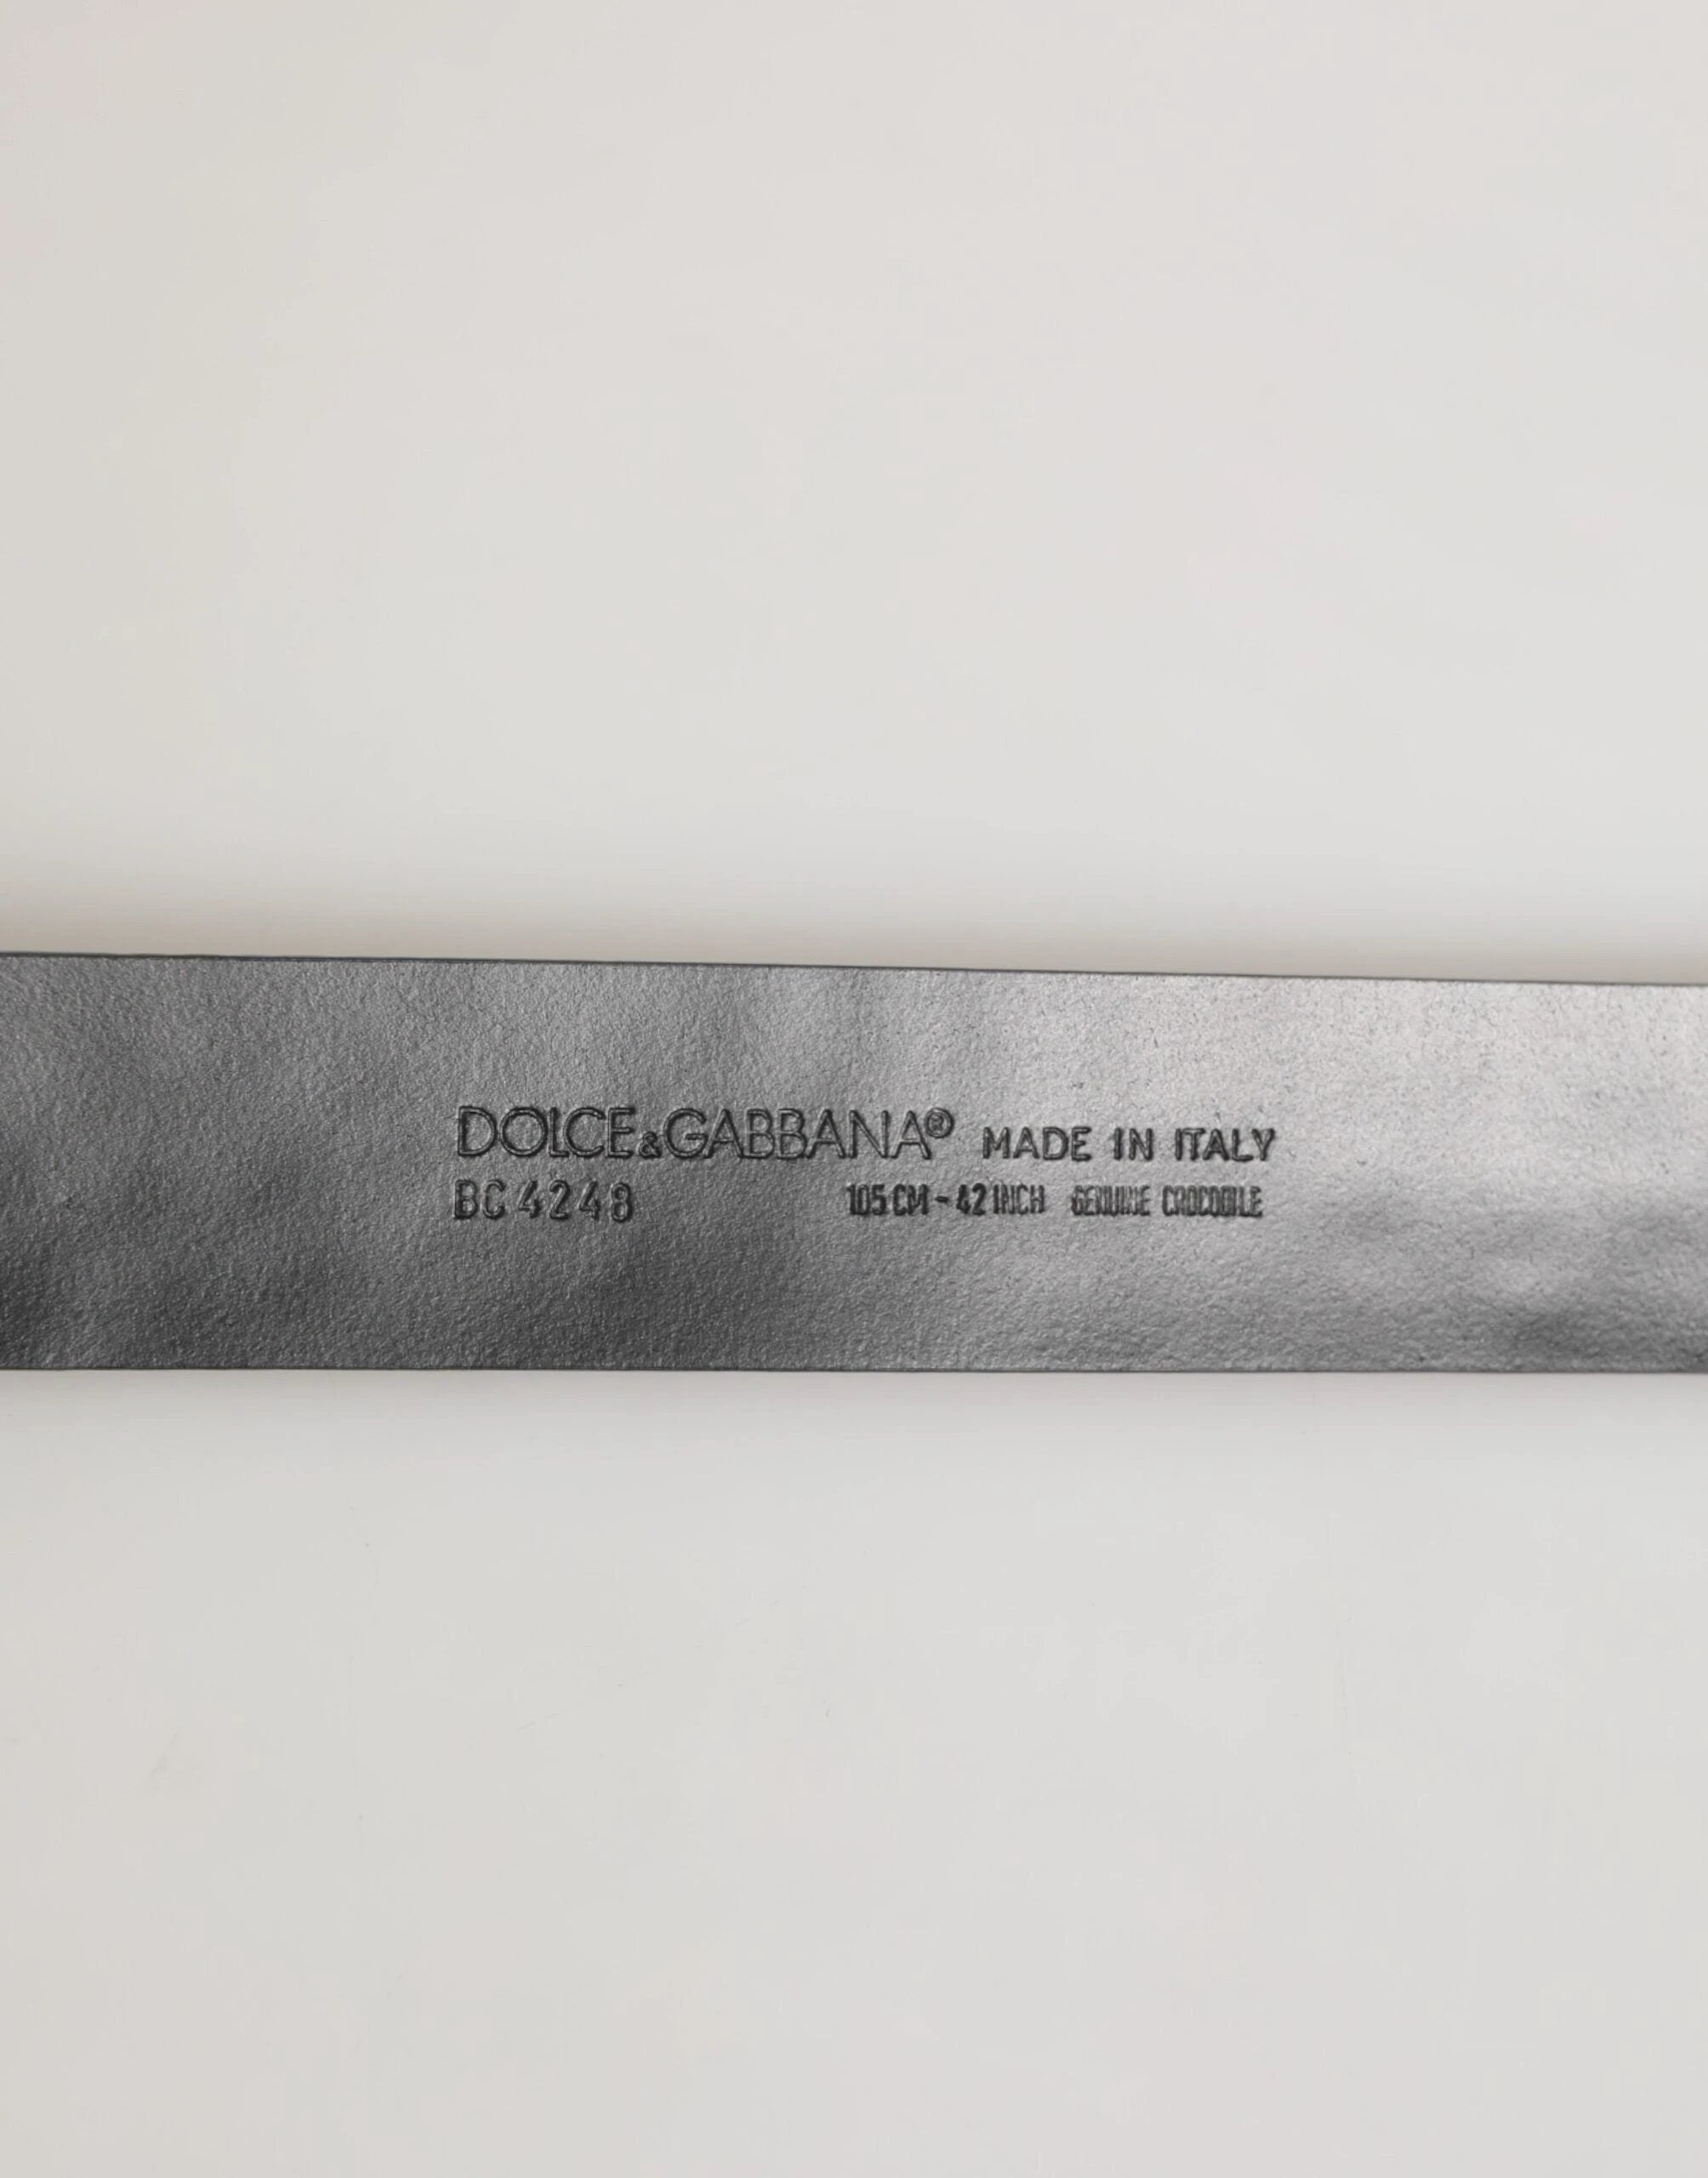 DOLCE&GABBANA® MADE IN ITALY
BC 4248 105 CM - 42 INCH GENUINE CROCODILE